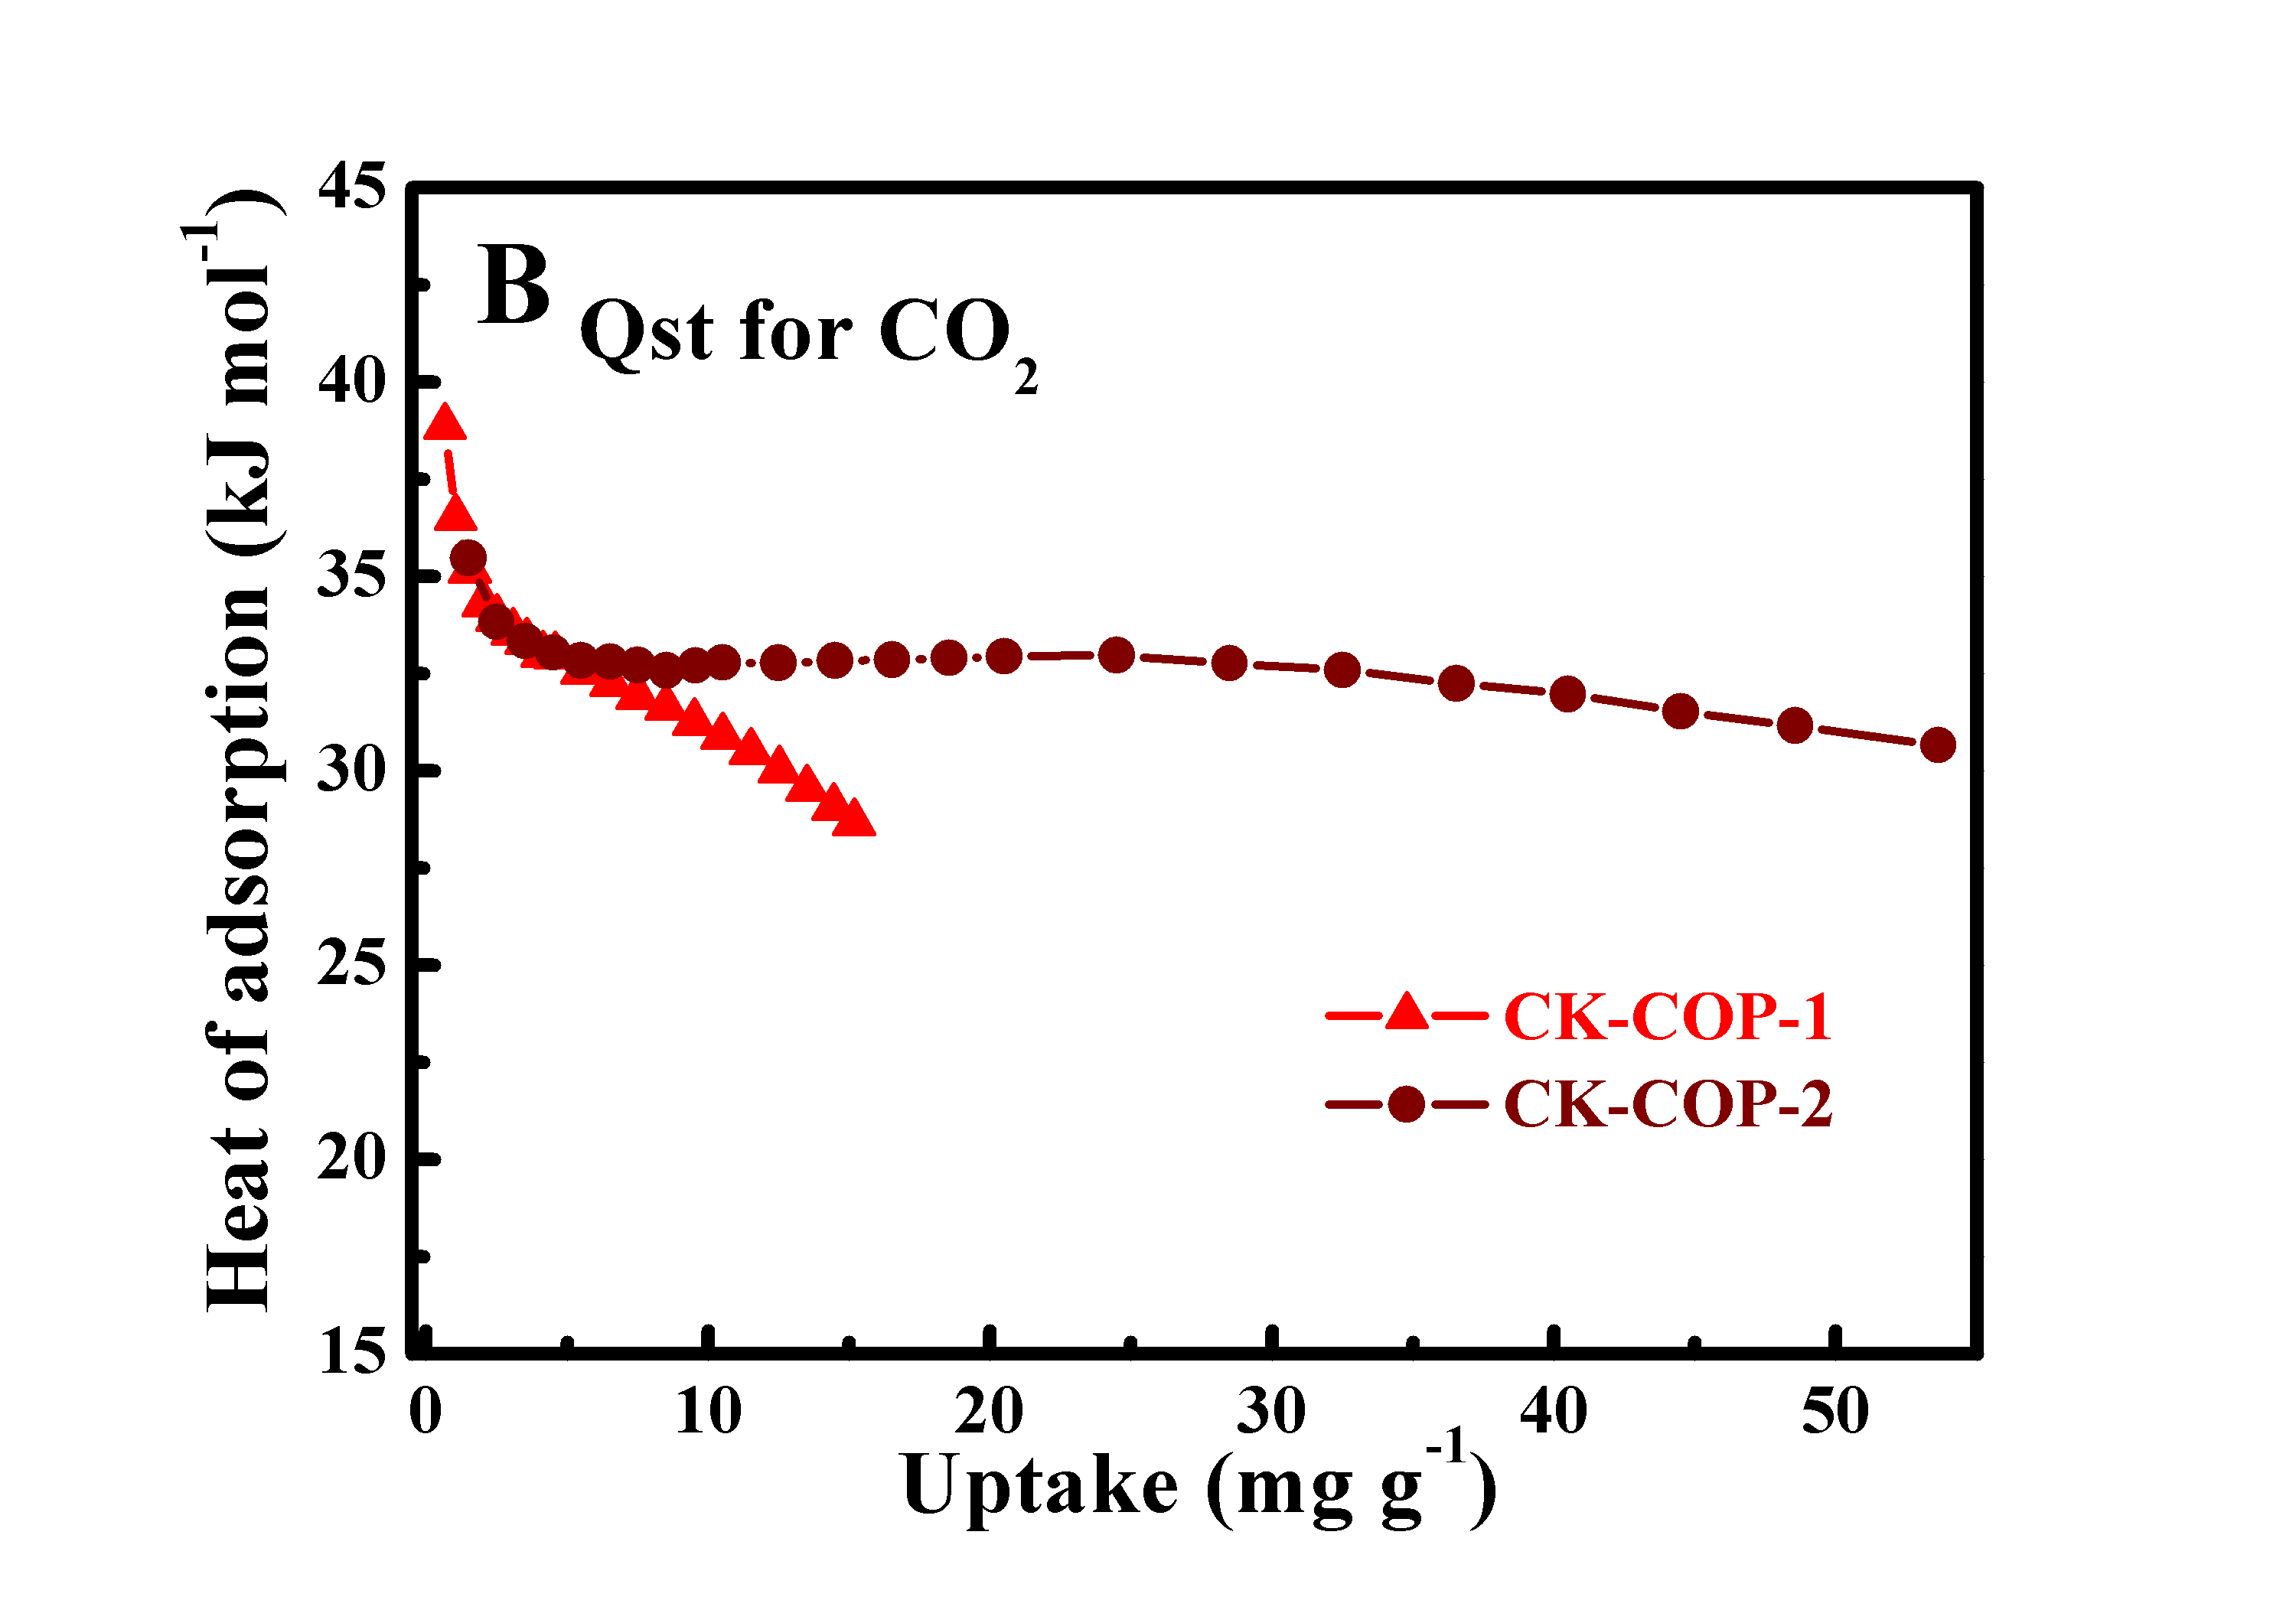 B
Qst for CO2
Heat of adsorption (kJ mol-1)
45
40
35
30
25
20
15
CK-COP-1
CK-COP-2
0 10 20 30 40 50
Uptake (mg g-1)